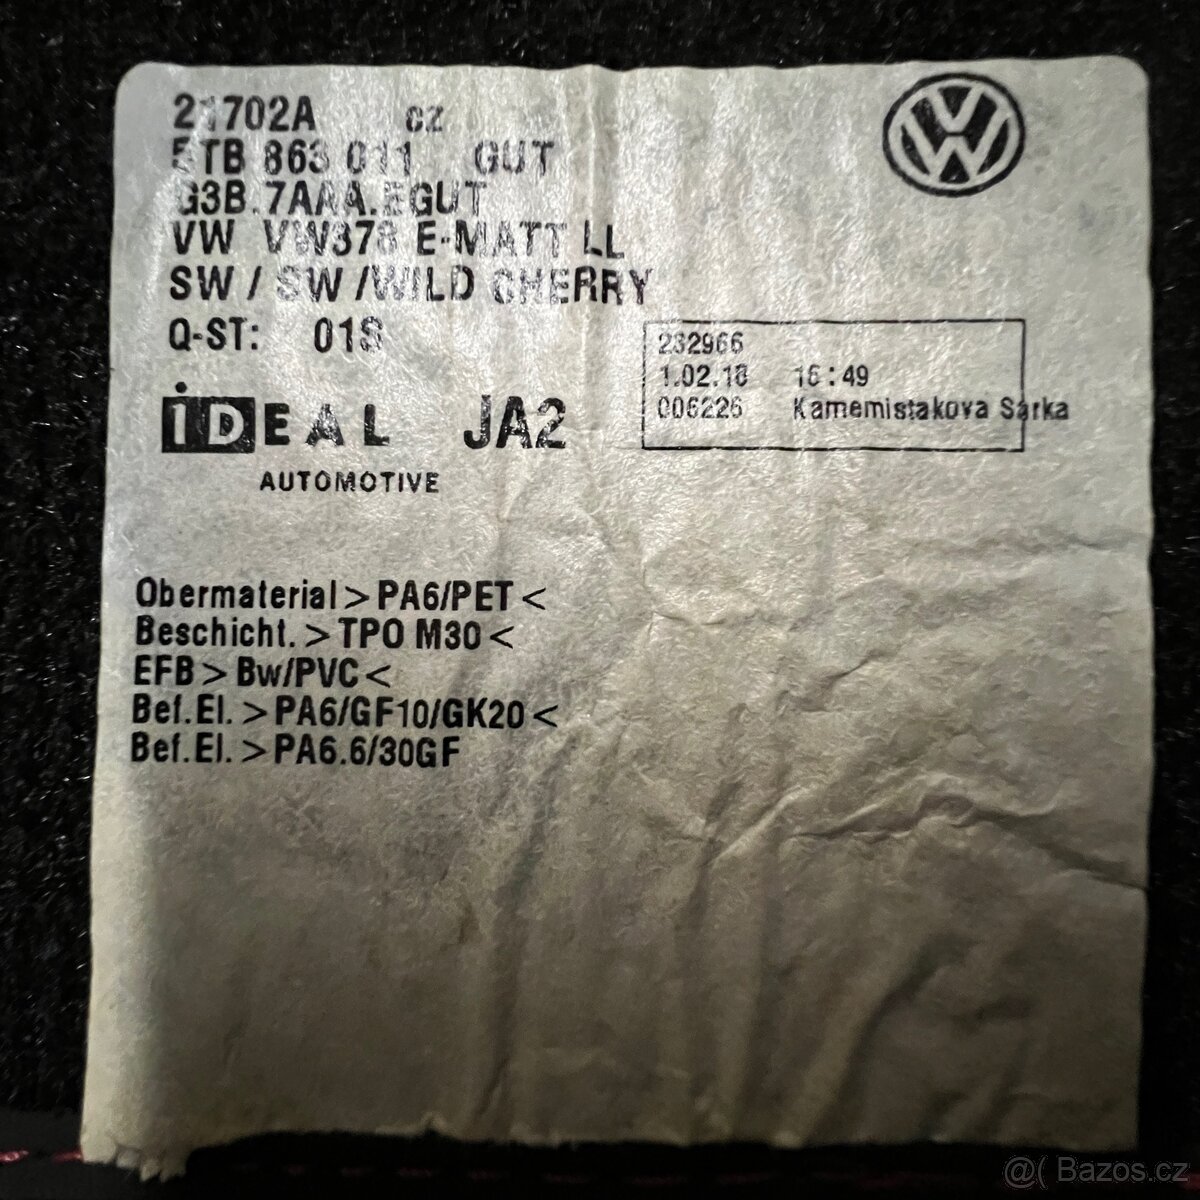 21702A cz
5TB 863 011 GUT
G3B.7AAA.EGUT
VW VW378 E-MATT LL
SW / SW /WILD CHERRY
Q-ST: 01S
VW
232966
1.02.18 16:49
006226 Kamemistakova Sarka
iDEAL JA2
AUTOMOTIVE
Obermaterial > PA6/PET <
Beschicht. > TPO M30 <
EFB > Bw/PVC <
Bef.El. > PA6/GF10/GK20 <
Bef.El. > PA6.6/30GF
@( Bazos.cz